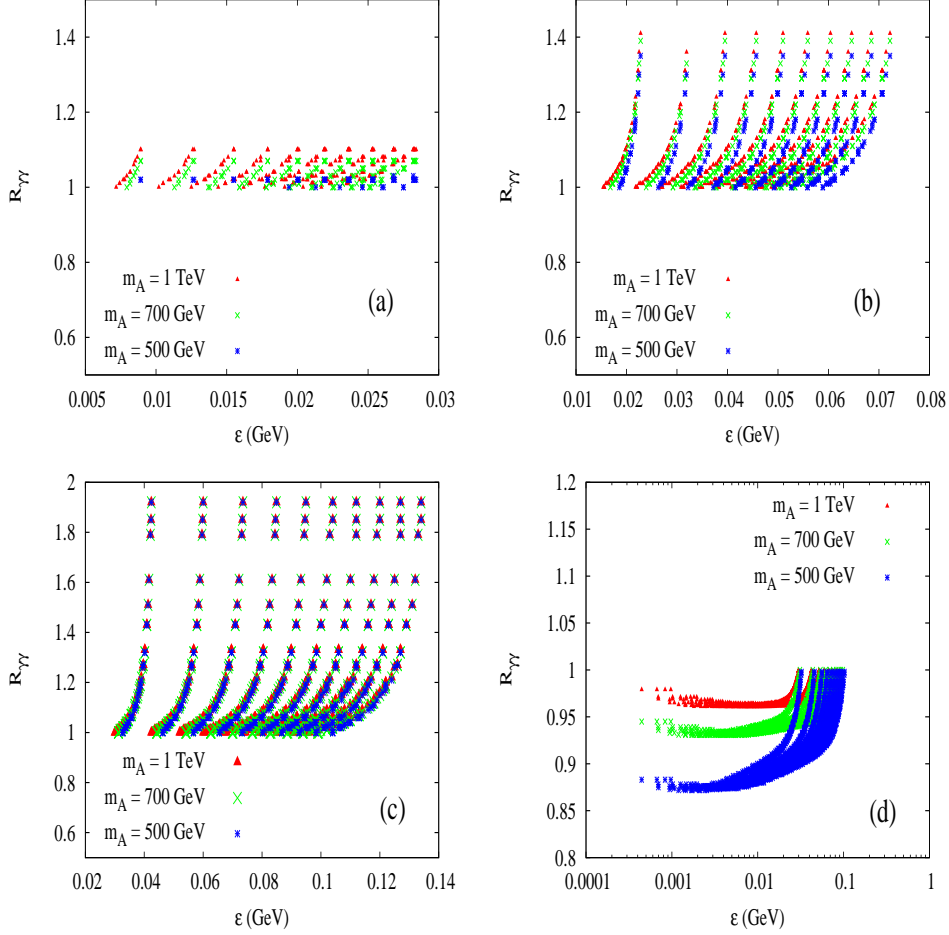 1.4
1.2
1
0.8
0.6
R_γγ
m_A = 1 TeV
m_A = 700 GeV
m_A = 500 GeV
(a)
0.005 0.01 0.015 0.02 0.025 0.03
ε (GeV)
1.4
1.2
1
0.8
0.6
R_γγ
m_A = 1 TeV
m_A = 700 GeV
m_A = 500 GeV
(b)
0.01 0.02 0.03 0.04 0.05 0.06 0.07 0.08
ε (GeV)
2
1.8
1.6
1.4
1.2
1
0.8
0.6
R_γγ
m_A = 1 TeV
m_A = 700 GeV
m_A = 500 GeV
(c)
0.02 0.04 0.06 0.08 0.1 0.12 0.14
ε (GeV)
1.2
1.15
1.1
1.05
1
0.95
0.9
0.85
0.8
R_γγ
m_A = 1 TeV
m_A = 700 GeV
m_A = 500 GeV
(d)
0.0001 0.001 0.01 0.1 1
ε (GeV)